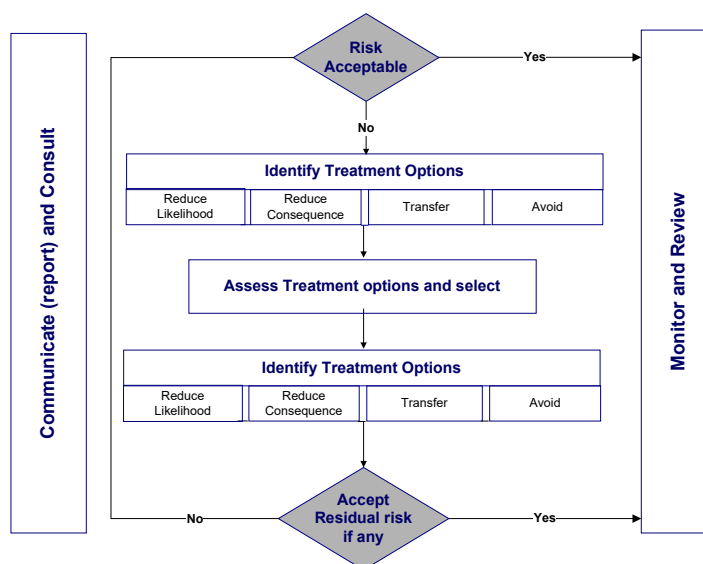 Communicate (report) and Consult
Risk
Acceptable
Yes
No
Identify Treatment Options
Reduce
Likelihood
Reduce
Consequence
Transfer
Avoid
Assess Treatment options and select
Identify Treatment Options
Reduce
Likelihood
Reduce
Consequence
Transfer
Avoid
Accept
Residual risk
if any
No
Yes
Monitor and Review